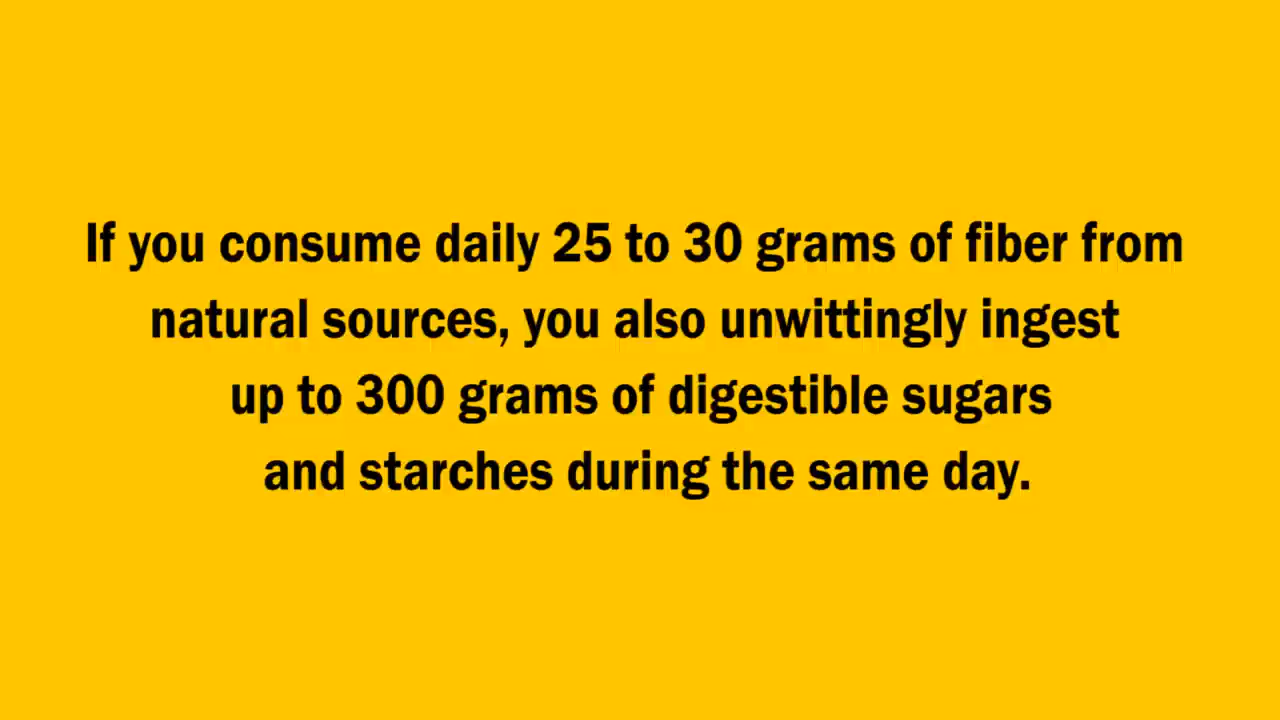 If you consume daily 25 to 30 grams of fiber from
natural sources, you also unwittingly ingest
up to 300 grams of digestible sugars
and starches during the same day.